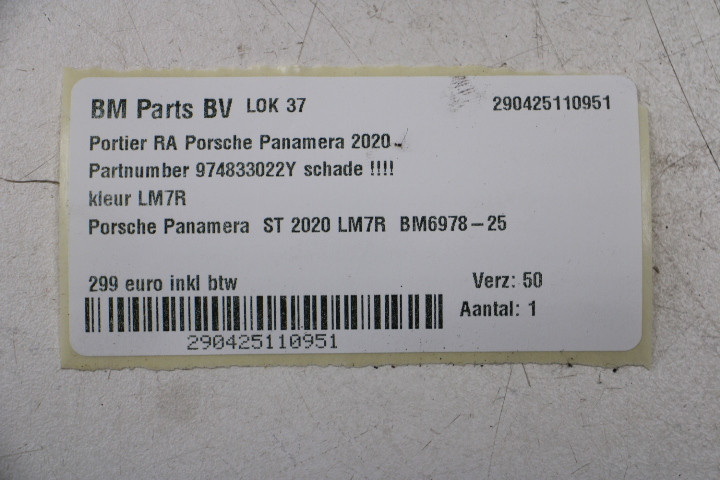 BM Parts BV LOK 37 290425110951
Portier RA Porsche Panamera 2020-
Partnumber 974833022Y schade !!!!
kleur LM7R
Porsche Panamera ST 2020 LM7R BM6978-25
299 euro inkl btw Verz: 50
Aantal: 1
290425110951